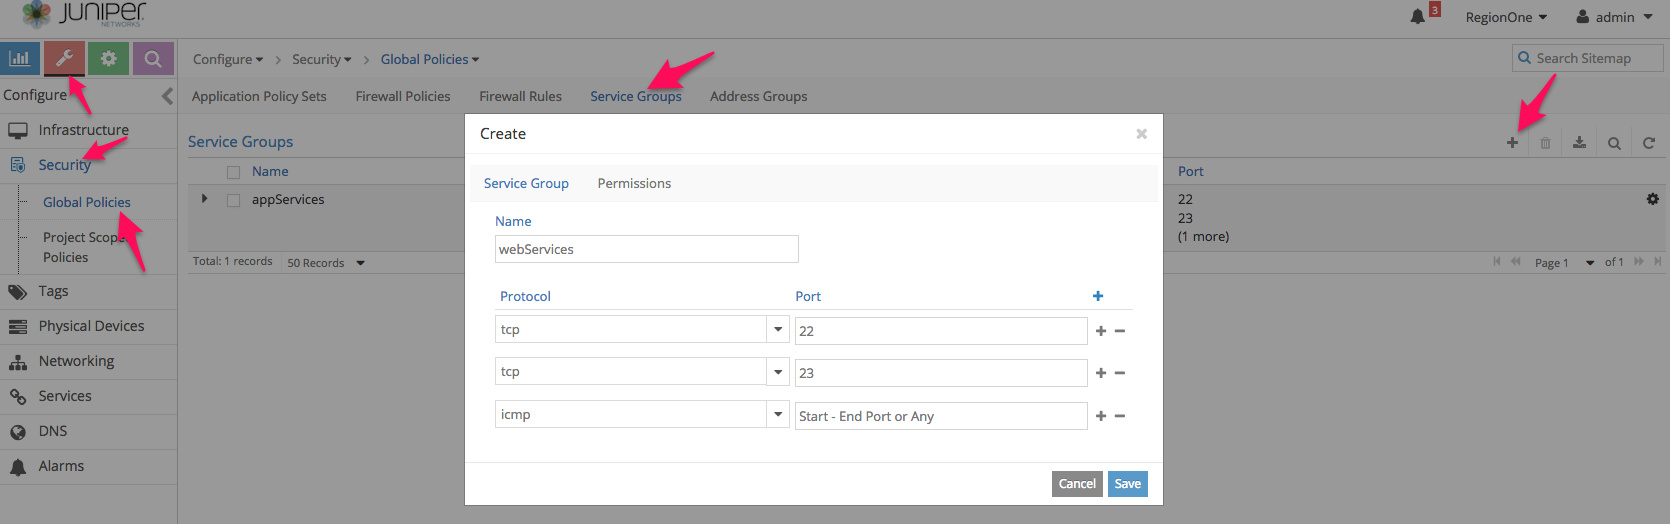 JUNIPER
NETWORKS
3
RegionOne
admin
Configure
Security
Global Policies
Search Sitemap
Configure
Application Policy Sets
Firewall Policies
Firewall Rules
Service Groups
Address Groups
Infrastructure
Security
Global Policies
Project Scope
Policies
Tags
Physical Devices
Networking
Services
DNS
Alarms
Service Groups
Name
Port
appServices
22
23
(1 more)
Total: 1 records
50 Records
Page 1
of 1
Create
Service Group
Permissions
Name
webServices
Protocol
Port
tcp
22
tcp
23
icmp
Start - End Port or Any
Cancel
Save